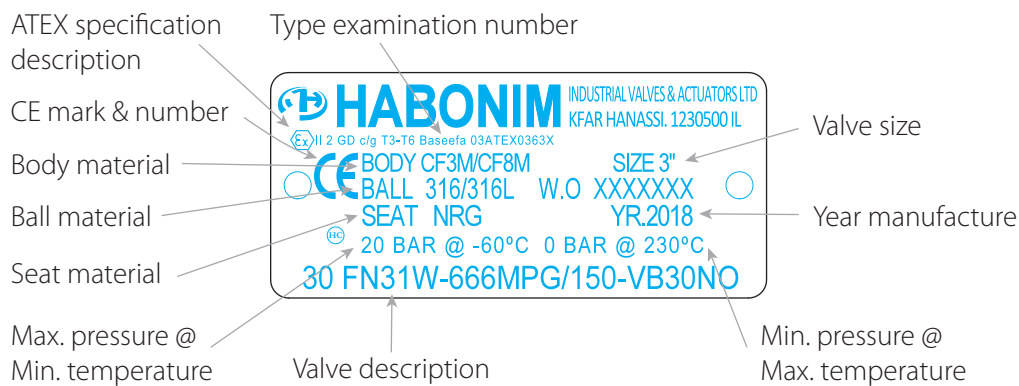 ATEX specification
description
Type examination number
CE mark & number
Body material
Ball material
Seat material
Max. pressure @
Min. temperature
Valve description
Valve size
Year manufacture
Min. pressure @
Max. temperature
HABONIM
INDUSTRIAL VALVES & ACTUATORS LTD
KFAR HANASSI. 1230500 IL
Ex II 2 GD c/g T3-T6 Baseefa 03ATEX0363X
CE
BODY CF3M/CF8M SIZE 3"
BALL 316/316L W.O XXXXXXX
SEAT NRG YR.2018
HC
20 BAR @ -60ºC 0 BAR @ 230ºC
30 FN31W-666MPG/150-VB30NO